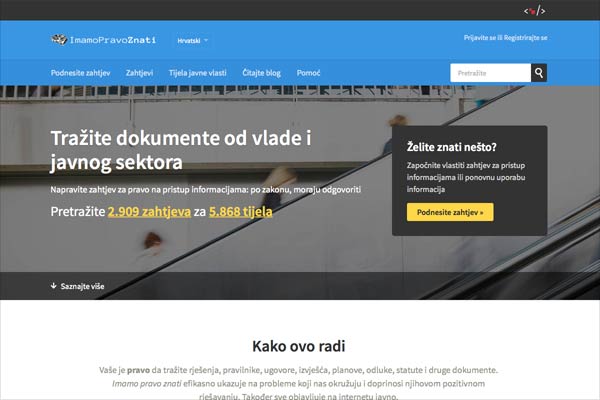 ImamoPravoZnati
Hrvatski
Prijavite se ili Registrirajte se
Podnesite zahtjev
Zahtjevi
Tijela javne vlasti
Čitajte blog
Pomoć
Pretražite
Tražite dokumente od vlade i
javnog sektora
Napravite zahtjev za pravo na pristup informacijama: po zakonu, moraju odgovoriti
Pretražite 2.909 zahtjeva za 5.868 tijela
Želite znati nešto?
Započnite vlastiti zahtjev za pristup
informacijama ili ponovnu uporabu
informacija
Podnesite zahtjev »
Saznajte više
Kako ovo radi
Vaše je pravo da tražite rješenja, pravilnike, ugovore, izvješća, planove, odluke, statute i druge dokumente.
Imamo pravo znati efikasno ukazuje na probleme koji nas okružuju i doprinosi njihovom pozitivnom
rješavanju. Također sve objavljuje na internetu javno.